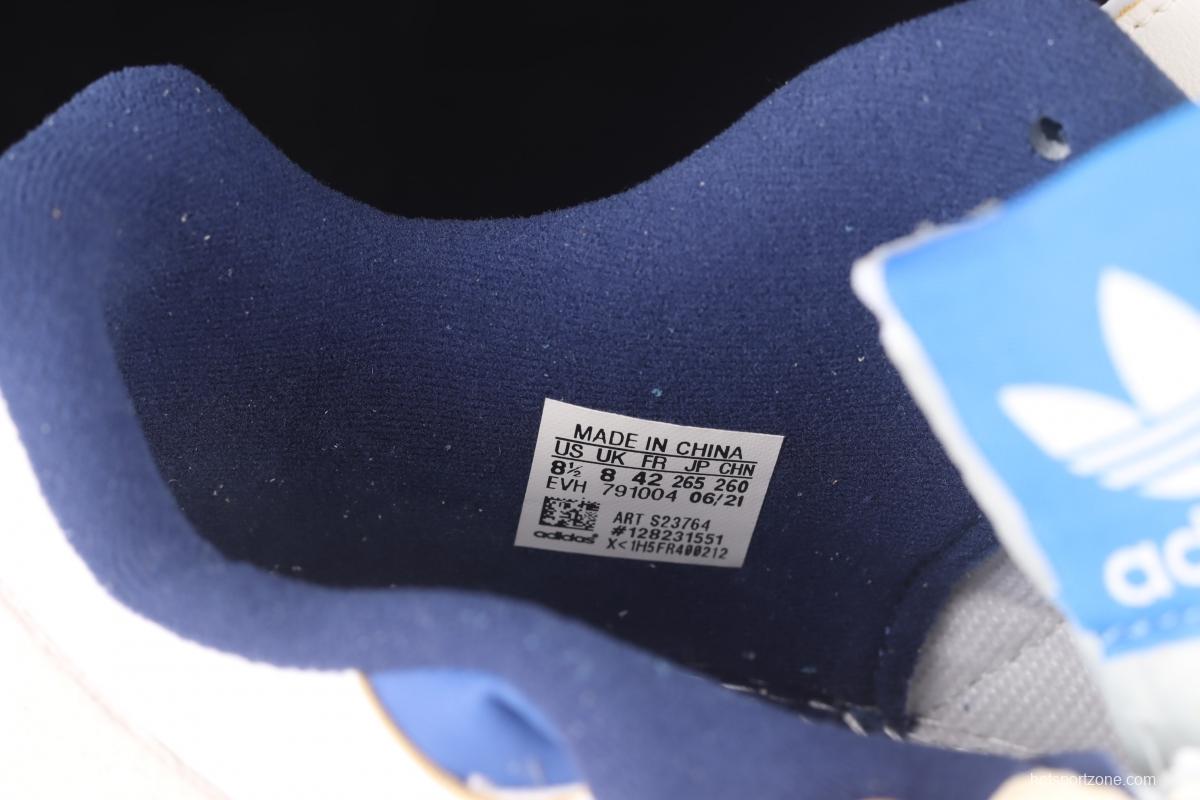 MADE IN CHINA
US UK FR JP CHN
8½ 8 42 265 260
EVH 791004 06/21
ART S23764
#128231551
X<1H5FR400212
adidas
ad
hotsportzone.com